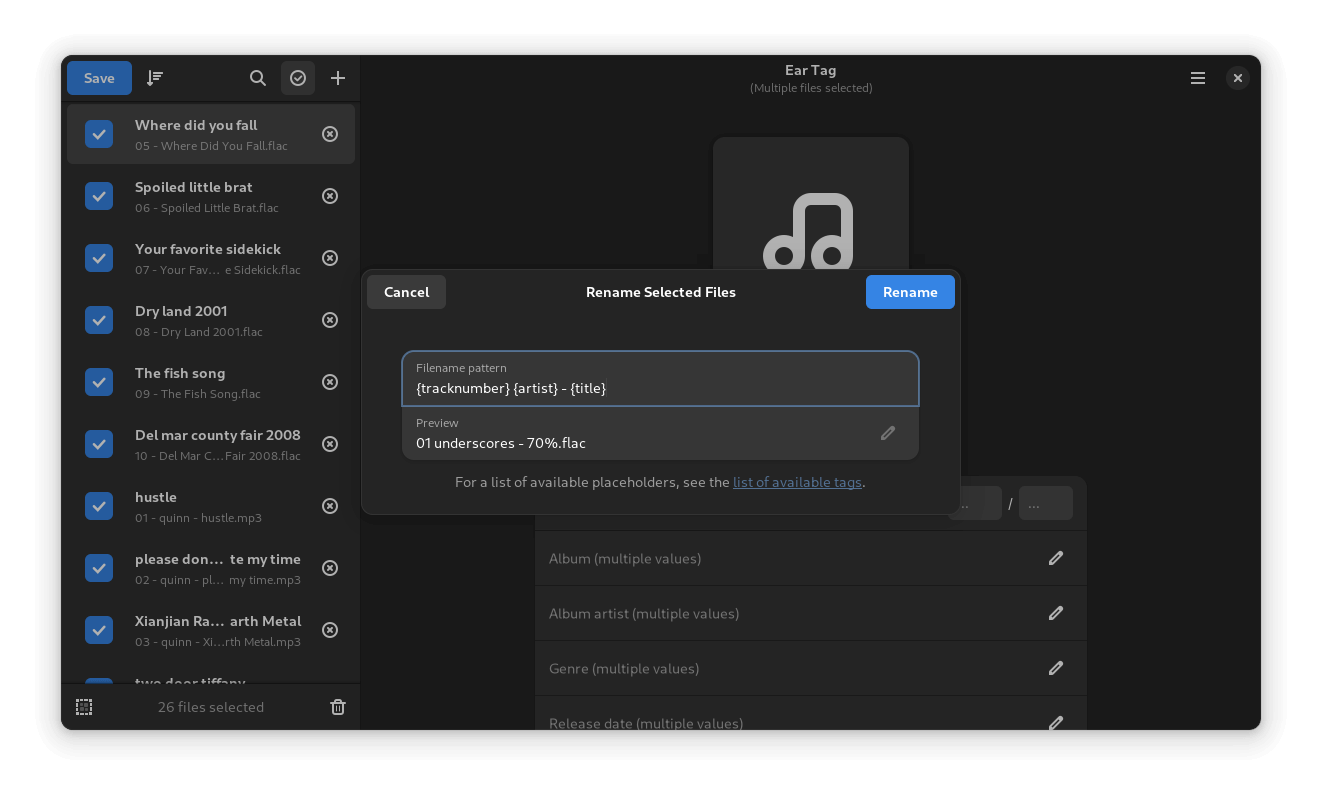 Save
Ear Tag
(Multiple files selected)
Where did you fall
05 - Where Did You Fall.flac
Spoiled little brat
06 - Spoiled Little Brat.flac
Your favorite sidekick
07 - Your Fav… e Sidekick.flac
Dry land 2001
08 - Dry Land 2001.flac
The fish song
09 - The Fish Song.flac
Del mar county fair 2008
10 - Del Mar C…Fair 2008.flac
hustle
01 - quinn - hustle.mp3
please don… te my time
02 - quinn - pl… my time.mp3
Xianjian Ra… arth Metal
03 - quinn - Xi…rth Metal.mp3
two door tiffany
26 files selected
Cancel
Rename Selected Files
Rename
Filename pattern
{tracknumber} {artist} - {title}
Preview
01 underscores - 70%.flac
For a list of available placeholders, see the list of available tags.
… / …
Album (multiple values)
Album artist (multiple values)
Genre (multiple values)
Release date (multiple values)